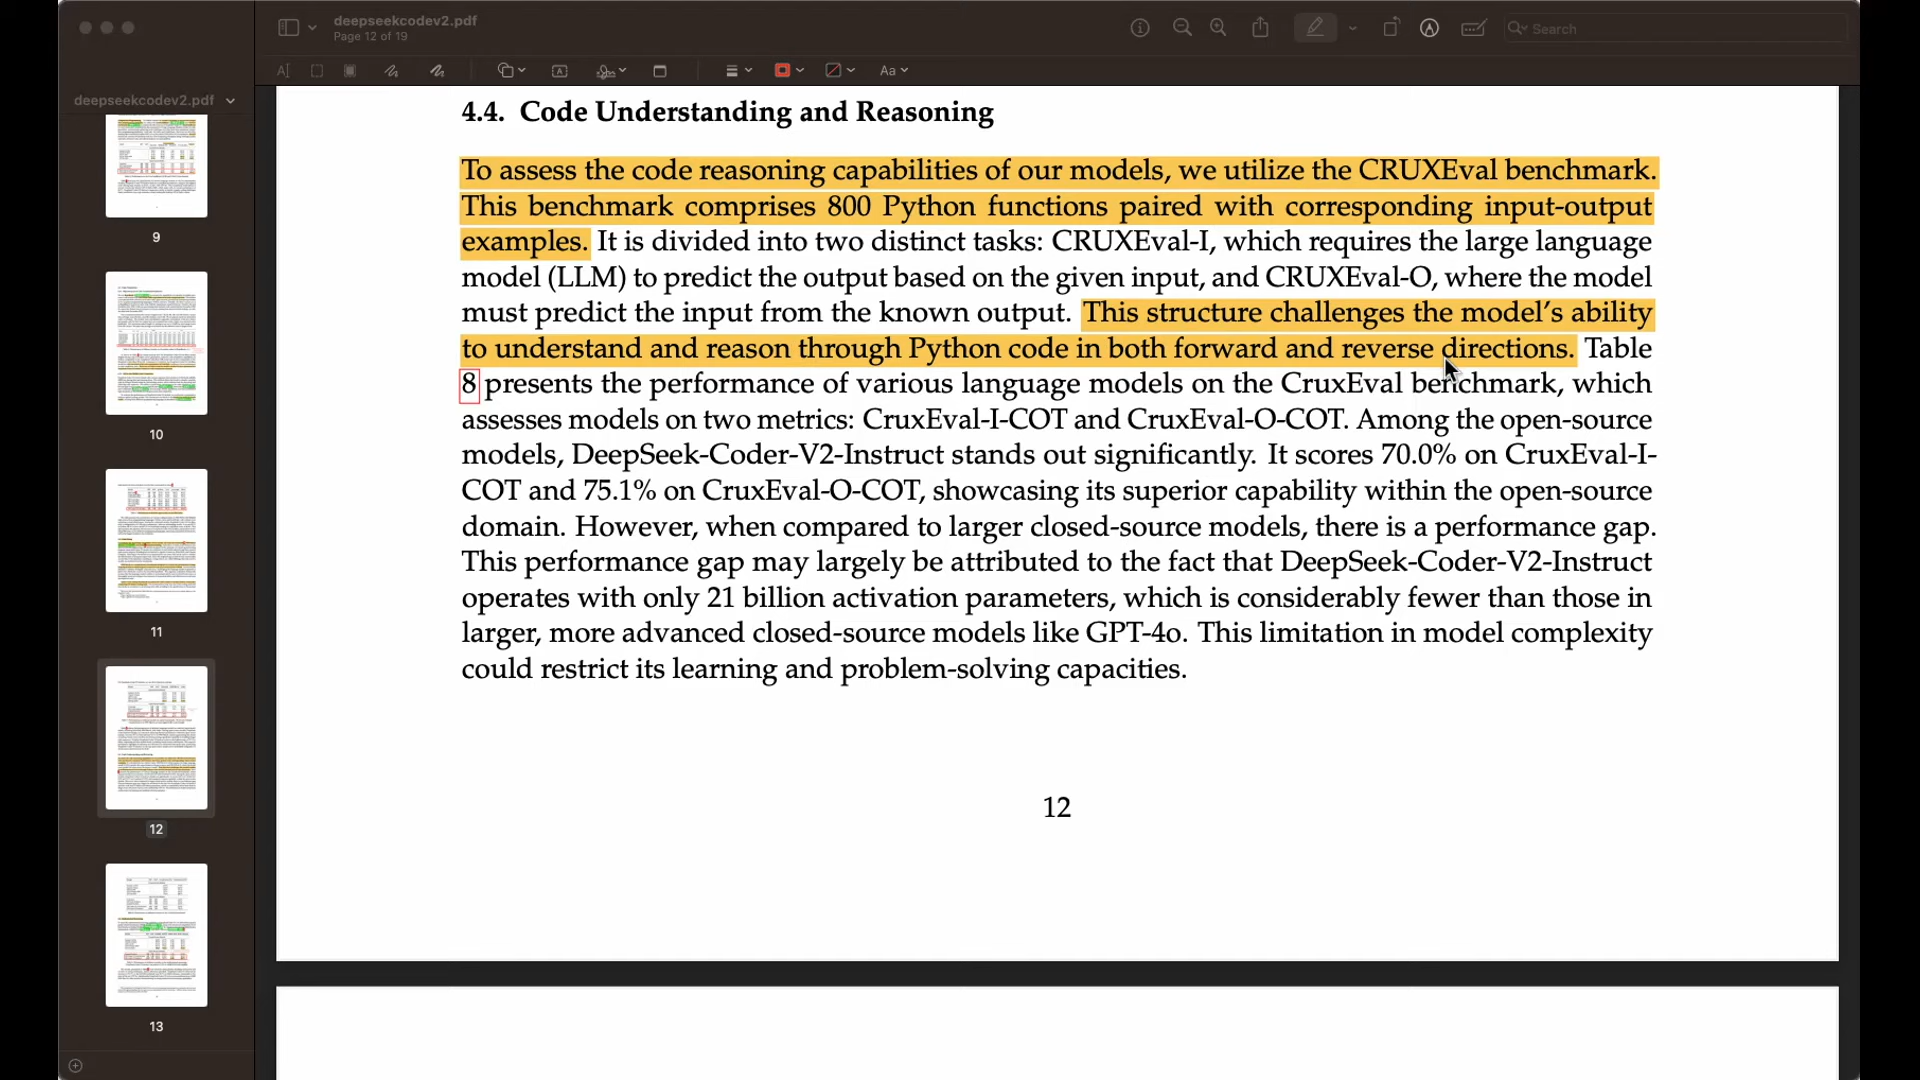 deepseekcodev2.pdf
Page 12 of 19
Search
Aa
deepseekcodev2.pdf
9
10
11
12
13
4.4. Code Understanding and Reasoning
To assess the code reasoning capabilities of our models, we utilize the CRUXEval benchmark.
This benchmark comprises 800 Python functions paired with corresponding input-output
examples. It is divided into two distinct tasks: CRUXEval-I, which requires the large language
model (LLM) to predict the output based on the given input, and CRUXEval-O, where the model
must predict the input from the known output. This structure challenges the model’s ability
to understand and reason through Python code in both forward and reverse directions. Table
8 presents the performance of various language models on the CruxEval benchmark, which
assesses models on two metrics: CruxEval-I-COT and CruxEval-O-COT. Among the open-source
models, DeepSeek-Coder-V2-Instruct stands out significantly. It scores 70.0% on CruxEval-I-
COT and 75.1% on CruxEval-O-COT, showcasing its superior capability within the open-source
domain. However, when compared to larger closed-source models, there is a performance gap.
This performance gap may largely be attributed to the fact that DeepSeek-Coder-V2-Instruct
operates with only 21 billion activation parameters, which is considerably fewer than those in
larger, more advanced closed-source models like GPT-4o. This limitation in model complexity
could restrict its learning and problem-solving capacities.
12